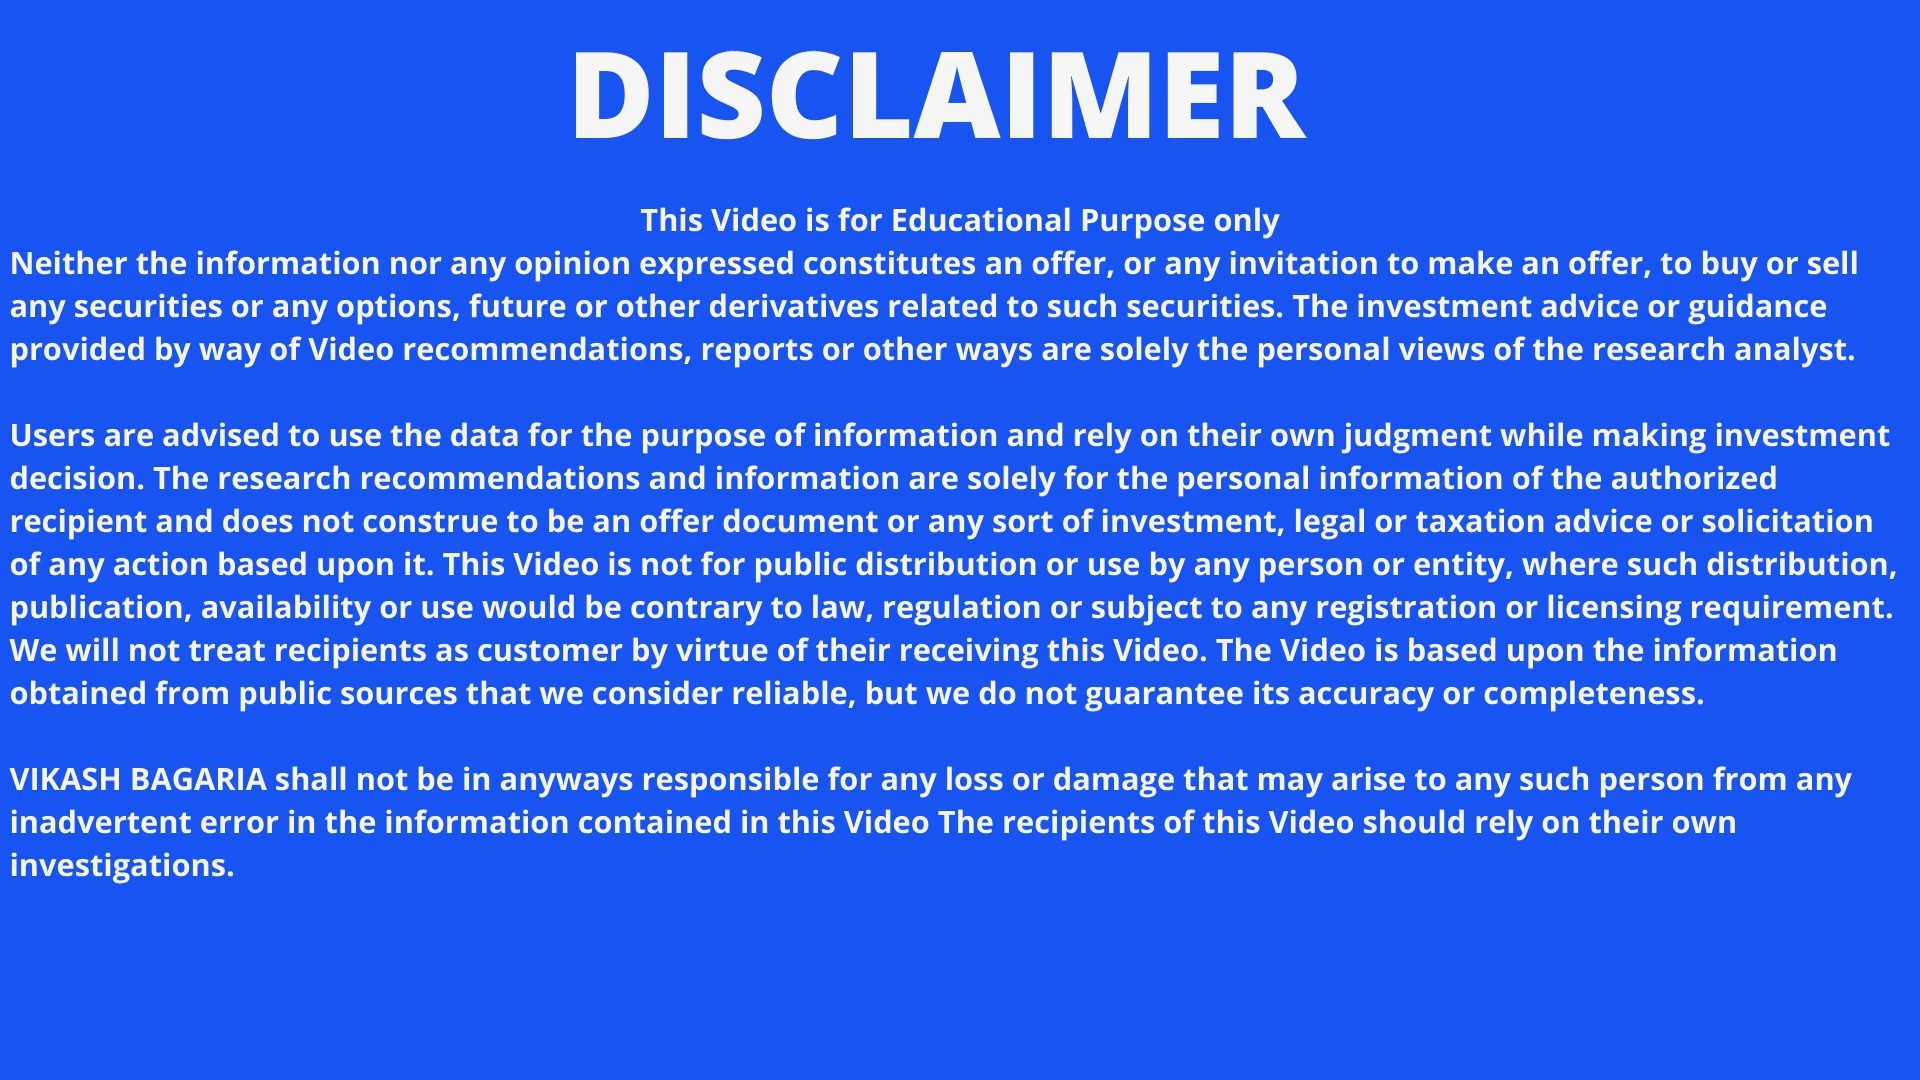 DISCLAIMER
This Video is for Educational Purpose only
Neither the information nor any opinion expressed constitutes an offer, or any invitation to make an offer, to buy or sell
any securities or any options, future or other derivatives related to such securities. The investment advice or guidance
provided by way of Video recommendations, reports or other ways are solely the personal views of the research analyst.
Users are advised to use the data for the purpose of information and rely on their own judgment while making investment
decision. The research recommendations and information are solely for the personal information of the authorized
recipient and does not construe to be an offer document or any sort of investment, legal or taxation advice or solicitation
of any action based upon it. This Video is not for public distribution or use by any person or entity, where such distribution,
publication, availability or use would be contrary to law, regulation or subject to any registration or licensing requirement.
We will not treat recipients as customer by virtue of their receiving this Video. The Video is based upon the information
obtained from public sources that we consider reliable, but we do not guarantee its accuracy or completeness.
VIKASH BAGARIA shall not be in anyways responsible for any loss or damage that may arise to any such person from any
inadvertent error in the information contained in this Video The recipients of this Video should rely on their own
investigations.